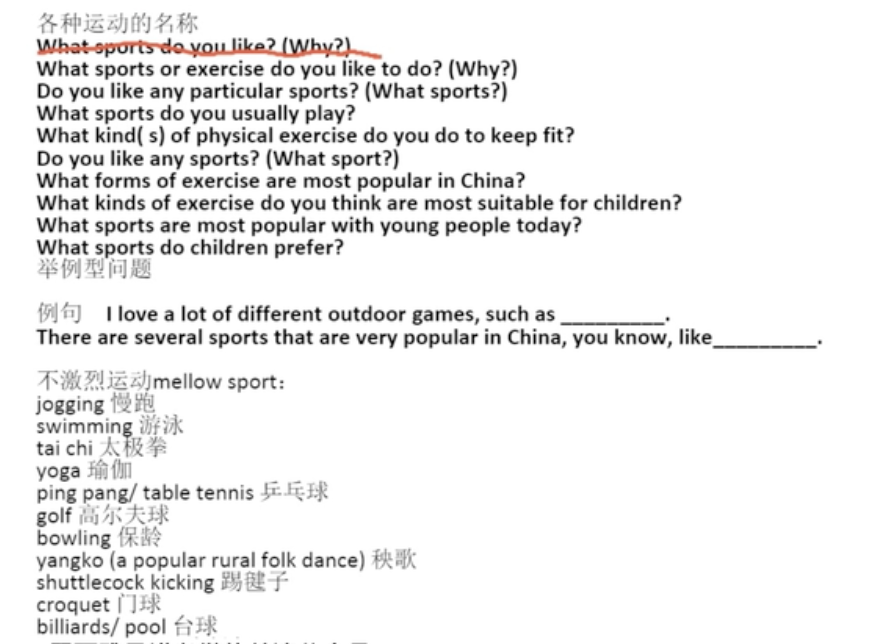 各种运动的名称
What sports do you like? (Why?)
What sports or exercise do you like to do? (Why?)
Do you like any particular sports? (What sports?)
What sports do you usually play?
What kind( s) of physical exercise do you do to keep fit?
Do you like any sports? (What sport?)
What forms of exercise are most popular in China?
What kinds of exercise do you think are most suitable for children?
What sports are most popular with young people today?
What sports do children prefer?
举例型问题
例句 I love a lot of different outdoor games, such as _________.
There are several sports that are very popular in China, you know, like_________.
不激烈运动mellow sport：
jogging 慢跑
swimming 游泳
tai chi 太极拳
yoga 瑜伽
ping pang/ table tennis 乒乓球
golf 高尔夫球
bowling 保龄
yangko (a popular rural folk dance) 秧歌
shuttlecock kicking 踢毽子
croquet 门球
billiards/ pool 台球